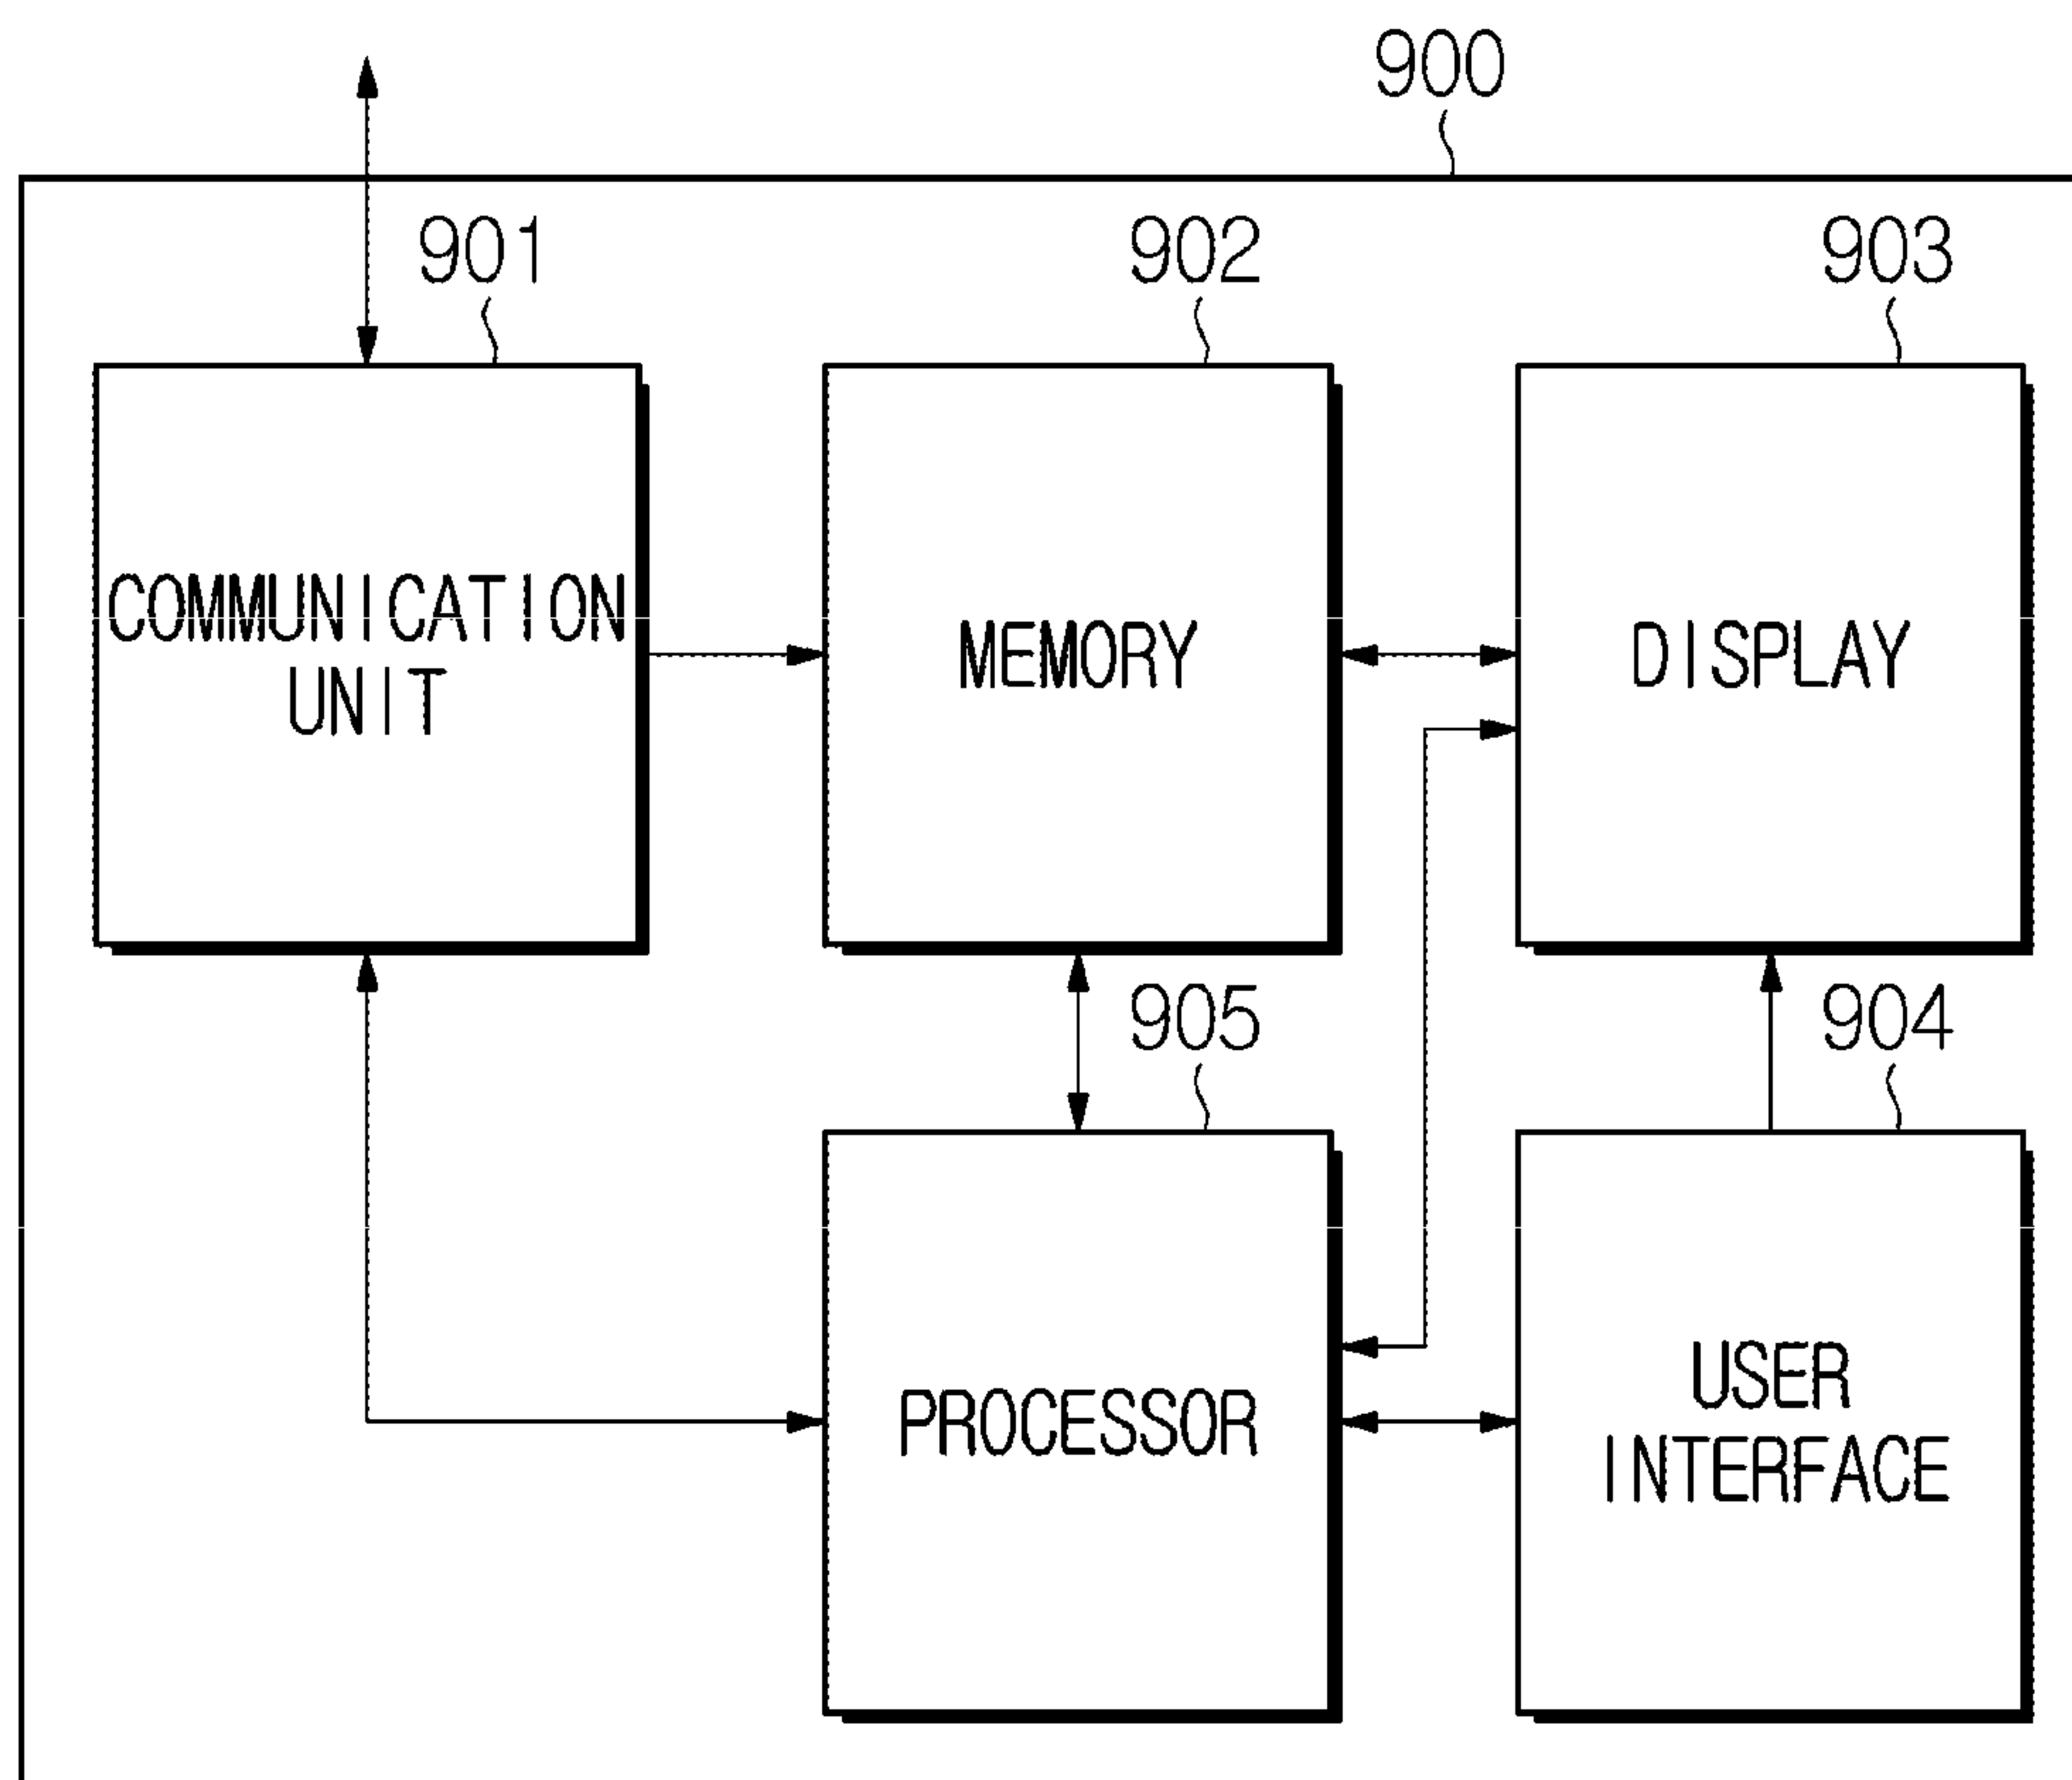 900
901
902
903
COMMUNICATION
UNIT
MEMORY
DISPLAY
905
904
PROCESSOR
USER
INTERFACE